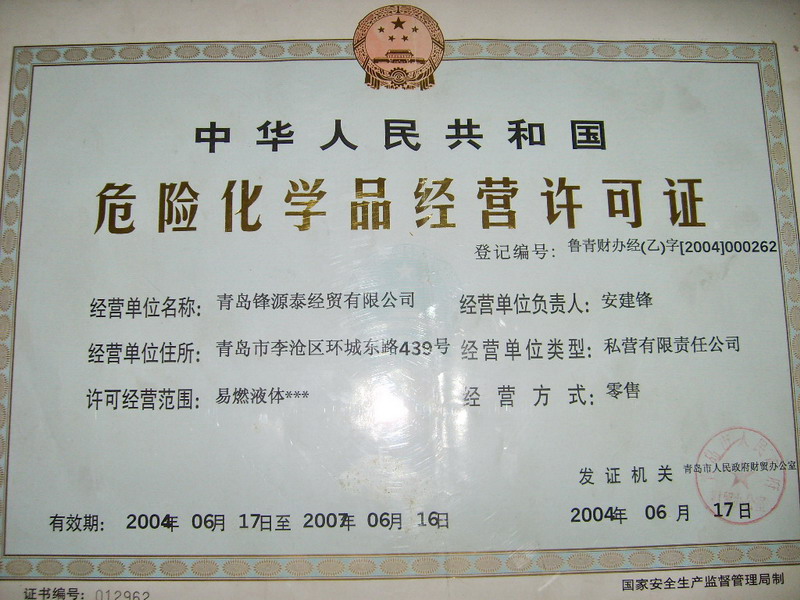 中华人民共和国
危险化学品经营许可证
登记编号: 鲁青财办经(乙)字[2004]000262
经营单位名称: 青岛锋源泰经贸有限公司 经营单位负责人: 安建锋
经营单位住所: 青岛市李沧区环城东路439号 经营单位类型: 私营有限责任公司
许可经营范围: 易燃液体*** 经营方式: 零售
发证机关 青岛市人民政府财贸办公室
有效期: 2004年 06月 17日至 2007年 06月 16日 2004年 06月 17日
证书编号: 012962 国家安全生产监督管理局制